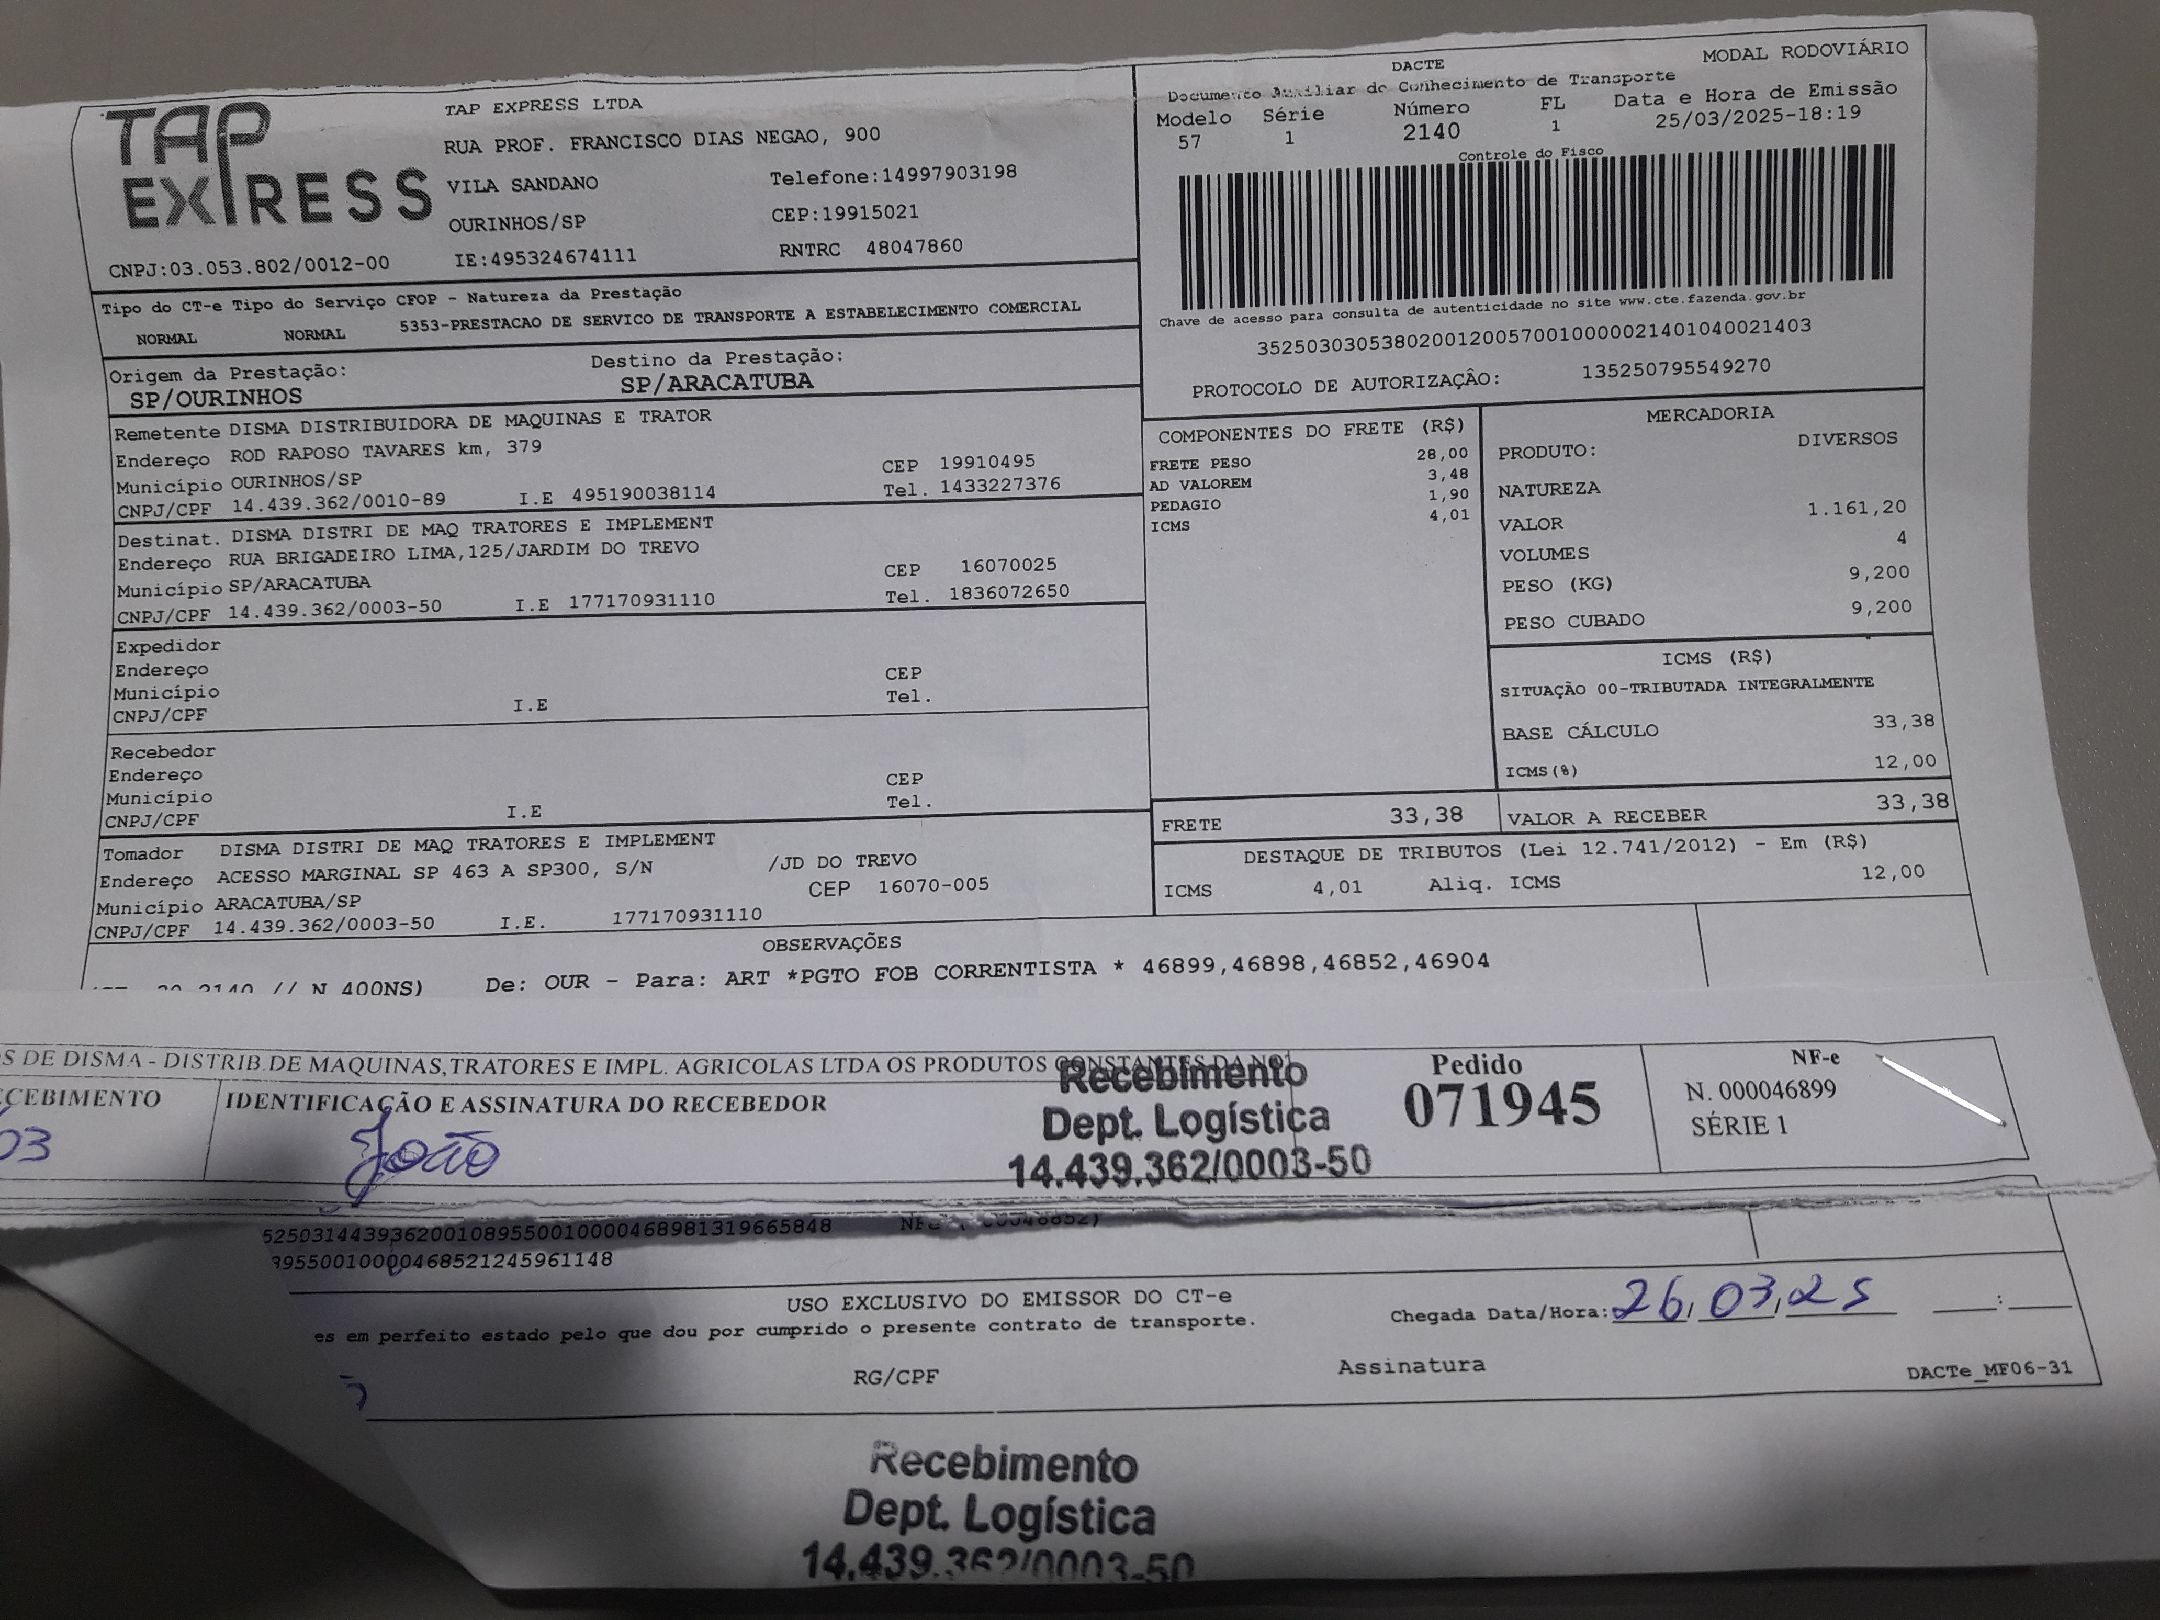 TAP
EXPRESS
TAP EXPRESS LTDA
RUA PROF. FRANCISCO DIAS NEGAO, 900
VILA SANDANO Telefone:14997903198
OURINHOS/SP CEP:19915021
CNPJ:03.053.802/0012-00 IE:495324674111 RNTRC 48047860
MODAL RODOVIÁRIO
DACTE
Documento Auxiliar do Conhecimento de Transporte
Modelo Série Número FL Data e Hora de Emissão
57 1 2140 1 25/03/2025-18:19
Controle do Fisco
Chave de acesso para consulta de autenticidade no site www.cte.fazenda.gov.br
35250303053802001200570010000021401040021403
PROTOCOLO DE AUTORIZAÇÂO: 135250795549270
Tipo do CT-e Tipo do Serviço CFOP - Natureza da Prestação
NORMAL NORMAL 5353-PRESTACAO DE SERVICO DE TRANSPORTE A ESTABELECIMENTO COMERCIAL
Origem da Prestação: Destino da Prestação:
SP/OURINHOS SP/ARACATUBA
Remetente DISMA DISTRIBUIDORA DE MAQUINAS E TRATOR
Endereço ROD RAPOSO TAVARES km, 379
Município OURINHOS/SP CEP 19910495
CNPJ/CPF 14.439.362/0010-89 I.E 495190038114 Tel. 1433227376
Destinat. DISMA DISTRI DE MAQ TRATORES E IMPLEMENT
Endereço RUA BRIGADEIRO LIMA,125/JARDIM DO TREVO
Município SP/ARACATUBA CEP 16070025
CNPJ/CPF 14.439.362/0003-50 I.E 177170931110 Tel. 1836072650
Expedidor
Endereço
Município CEP
CNPJ/CPF I.E Tel.
Recebedor
Endereço
Município CEP
CNPJ/CPF I.E Tel.
Tomador DISMA DISTRI DE MAQ TRATORES E IMPLEMENT
Endereço ACESSO MARGINAL SP 463 A SP300, S/N /JD DO TREVO
Município ARACATUBA/SP CEP 16070-005
CNPJ/CPF 14.439.362/0003-50 I.E. 177170931110
COMPONENTES DO FRETE (R$)
FRETE PESO 28,00
AD VALOREM 3,48
PEDAGIO 1,90
ICMS 4,01
MERCADORIA
PRODUTO: DIVERSOS
NATUREZA
VALOR 1.161,20
VOLUMES 4
PESO (KG) 9,200
PESO CUBADO 9,200
ICMS (R$)
SITUAÇÃO 00-TRIBUTADA INTEGRALMENTE
BASE CÁLCULO 33,38
ICMS(%) 12,00
FRETE 33,38 VALOR A RECEBER 33,38
DESTAQUE DE TRIBUTOS (Lei 12.741/2012) - Em (R$)
ICMS 4,01 Aliq. ICMS 12,00
OBSERVAÇÕES
2140 // N 400NS) De: OUR - Para: ART *PGTO FOB CORRENTISTA * 46899,46898,46852,46904
S DE DISMA - DISTRIB.DE MAQUINAS,TRATORES E IMPL. AGRICOLAS LTDA OS PRODUTOS CONSTANTES DA
CEBIMENTO IDENTIFICAÇÃO E ASSINATURA DO RECEBEDOR
03 João
Recebimento
Dept. Logística
14.439.362/0003-50
Pedido
071945
NF-e
N. 000046899
SÉRIE 1
5250314439362001089550010000468981319665848
9550010000468521245961148
USO EXCLUSIVO DO EMISSOR DO CT-e
es em perfeito estado pelo que dou por cumprido o presente contrato de transporte.
Chegada Data/Hora: 26/03/25 :
RG/CPF Assinatura DACTe_MF06-31
Recebimento
Dept. Logística
14.439.362/0003-50